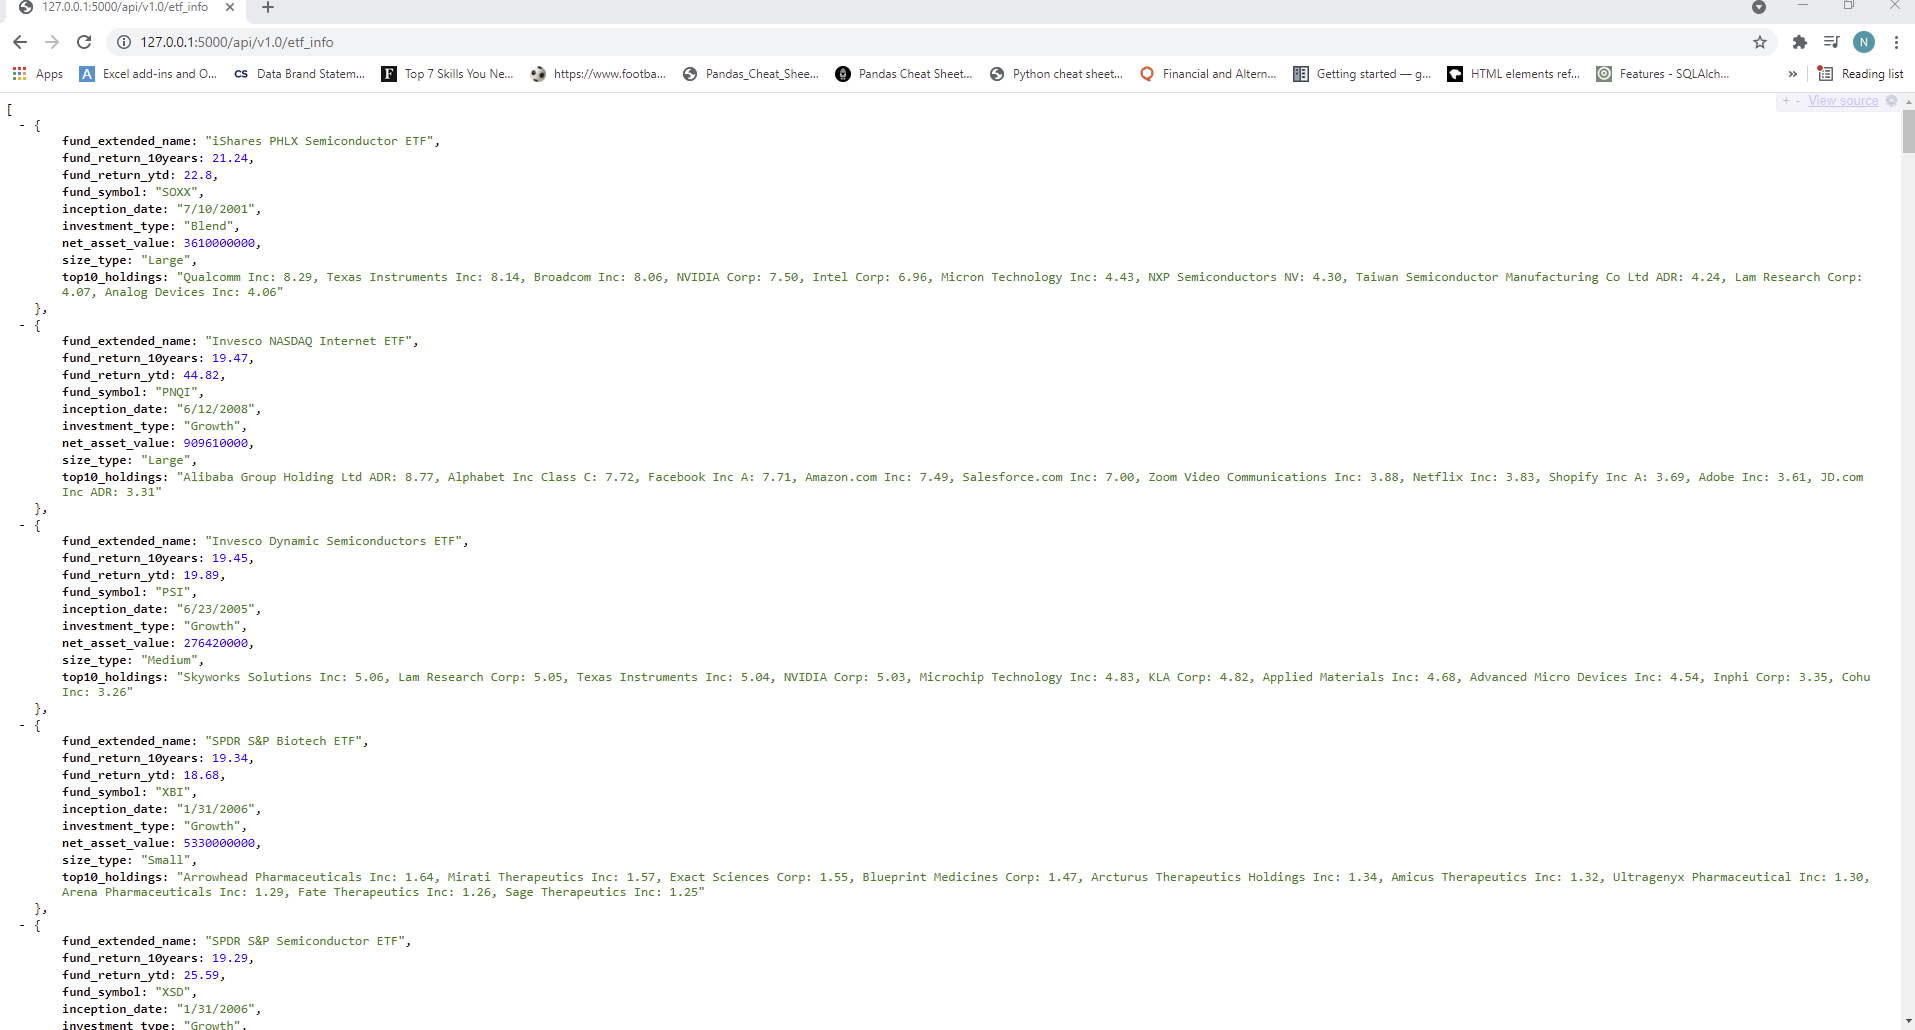 127.0.0.1:5000/api/v1.0/etf_info
127.0.0.1:5000/api/v1.0/etf_info
N
Apps
Excel add-ins and O...
CS Data Brand Statem...
F Top 7 Skills You Ne...
https://www.footba...
Pandas_Cheat_Shee...
Pandas Cheat Sheet...
Python cheat sheet...
Financial and Altern...
Getting started — g...
HTML elements ref...
Features - SQLAlch...
»
Reading list
+ - View source
[
- {
fund_extended_name: "iShares PHLX Semiconductor ETF",
fund_return_10years: 21.24,
fund_return_ytd: 22.8,
fund_symbol: "SOXX",
inception_date: "7/10/2001",
investment_type: "Blend",
net_asset_value: 3610000000,
size_type: "Large",
top10_holdings: "Qualcomm Inc: 8.29, Texas Instruments Inc: 8.14, Broadcom Inc: 8.06, NVIDIA Corp: 7.50, Intel Corp: 6.96, Micron Technology Inc: 4.43, NXP Semiconductors NV: 4.30, Taiwan Semiconductor Manufacturing Co Ltd ADR: 4.24, Lam Research Corp:
4.07, Analog Devices Inc: 4.06"
},
- {
fund_extended_name: "Invesco NASDAQ Internet ETF",
fund_return_10years: 19.47,
fund_return_ytd: 44.82,
fund_symbol: "PNQI",
inception_date: "6/12/2008",
investment_type: "Growth",
net_asset_value: 909610000,
size_type: "Large",
top10_holdings: "Alibaba Group Holding Ltd ADR: 8.77, Alphabet Inc Class C: 7.72, Facebook Inc A: 7.71, Amazon.com Inc: 7.49, Salesforce.com Inc: 7.00, Zoom Video Communications Inc: 3.88, Netflix Inc: 3.83, Shopify Inc A: 3.69, Adobe Inc: 3.61, JD.com
Inc ADR: 3.31"
},
- {
fund_extended_name: "Invesco Dynamic Semiconductors ETF",
fund_return_10years: 19.45,
fund_return_ytd: 19.89,
fund_symbol: "PSI",
inception_date: "6/23/2005",
investment_type: "Growth",
net_asset_value: 276420000,
size_type: "Medium",
top10_holdings: "Skyworks Solutions Inc: 5.06, Lam Research Corp: 5.05, Texas Instruments Inc: 5.04, NVIDIA Corp: 5.03, Microchip Technology Inc: 4.83, KLA Corp: 4.82, Applied Materials Inc: 4.68, Advanced Micro Devices Inc: 4.54, Inphi Corp: 3.35, Cohu
Inc: 3.26"
},
- {
fund_extended_name: "SPDR S&P Biotech ETF",
fund_return_10years: 19.34,
fund_return_ytd: 18.68,
fund_symbol: "XBI",
inception_date: "1/31/2006",
investment_type: "Growth",
net_asset_value: 5330000000,
size_type: "Small",
top10_holdings: "Arrowhead Pharmaceuticals Inc: 1.64, Mirati Therapeutics Inc: 1.57, Exact Sciences Corp: 1.55, Blueprint Medicines Corp: 1.47, Arcturus Therapeutics Holdings Inc: 1.34, Amicus Therapeutics Inc: 1.32, Ultragenyx Pharmaceutical Inc: 1.30,
Arena Pharmaceuticals Inc: 1.29, Fate Therapeutics Inc: 1.26, Sage Therapeutics Inc: 1.25"
},
- {
fund_extended_name: "SPDR S&P Semiconductor ETF",
fund_return_10years: 19.29,
fund_return_ytd: 25.59,
fund_symbol: "XSD",
inception_date: "1/31/2006",
investment_type: "Growth",